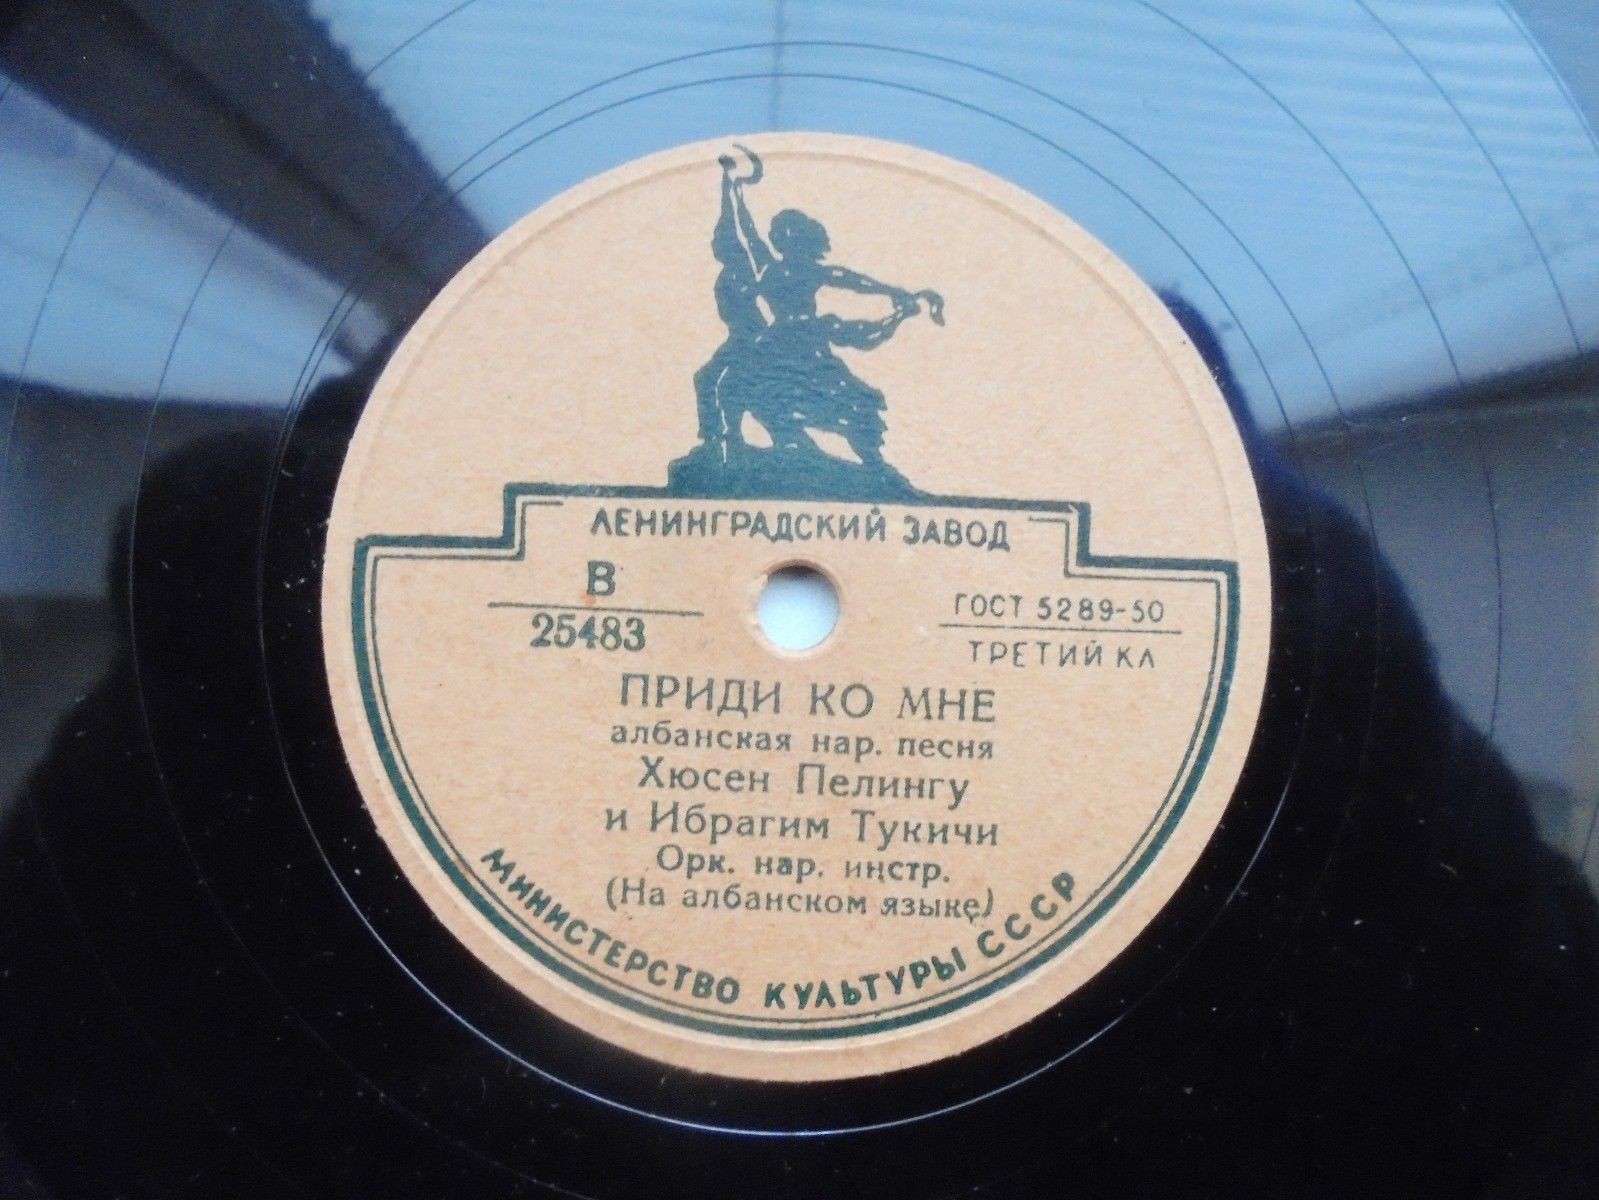 ЛЕНИНГРАДСКИЙ ЗАВОД
В
25483
ГОСТ 5289-50
ТРЕТИЙ КЛ
ПРИДИ КО МНЕ
албанская нар. песня
Хюсен Пелингу
и Ибрагим Тукичи
Орк. нар. инстр.
(На албанском языке)
МИНИСТЕРСТВО КУЛЬТУРЫ СССР